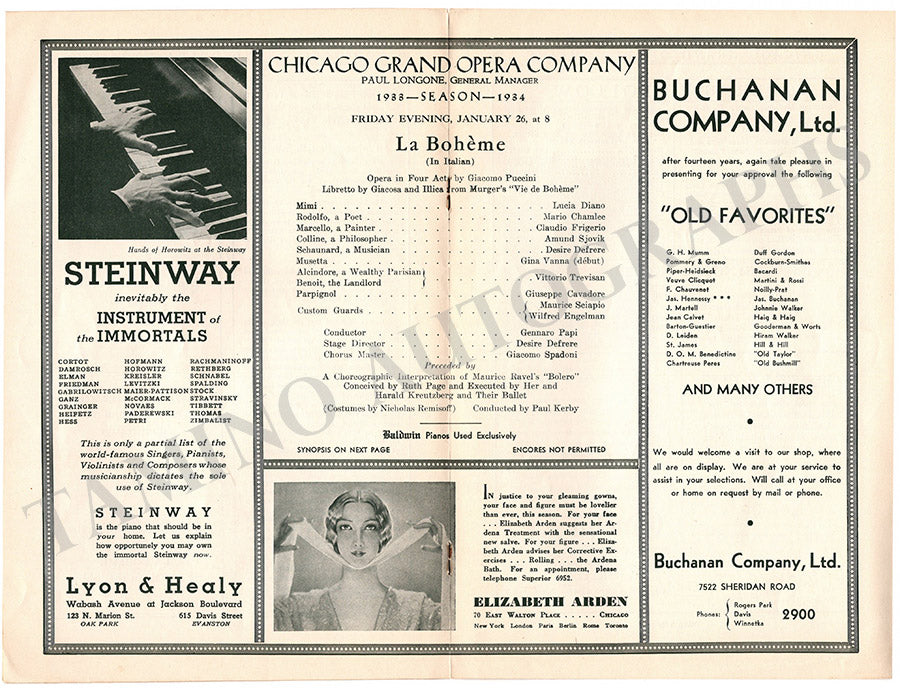 Hands of Horowitz at the Steinway
STEINWAY
inevitably the
INSTRUMENT of
the IMMORTALS
CORTOT HOFMANN RACHMANINOFF
DAMROSCH HOROWITZ RETHBERG
ELMAN KREISLER SCHNABEL
FRIEDMAN LEVITZKI SPALDING
GABRILOWITSCH MAIER-PATTISON STOCK
GANZ McCORMACK STRAVINSKY
GRAINGER NOVAES TIBBETT
HEIFETZ PADEREWSKI THOMAS
HESS PETRI ZIMBALIST
This is only a partial list of the
world-famous Singers, Pianists,
Violinists and Composers whose
musicianship dictates the sole
use of Steinway.
STEINWAY
is the piano that should be in
your home. Let us explain
how opportunely you may own
the immortal Steinway now.
Lyon & Healy
Wabash Avenue at Jackson Boulevard
123 N. Marion St. 615 Davis Street
OAK PARK EVANSTON
CHICAGO GRAND OPERA COMPANY
PAUL LONGONE, GENERAL MANAGER
1933—SEASON—1934
FRIDAY EVENING, JANUARY 26, at 8
La Bohème
(In Italian)
Opera in Four Acts by Giacomo Puccini
Libretto by Giacosa and Illica from Murger's "Vie de Bohème"
Mimi . . . . . Lucia Diano
Rodolfo, a Poet . . . . . Mario Chamlee
Marcello, a Painter . . . . . Claudio Frigerio
Colline, a Philosopher . . . . . Amund Sjovik
Schaunard, a Musician . . . . . Desire Defrere
Musetta . . . . . Gina Vanna (début)
Alcindore, a Wealthy Parisian
Benoit, the Landlord } . . . . . Vittorio Trevisan
Parpignol . . . . . Giuseppe Cavadore
Custom Guards . . . . . { Maurice Sciapio
Wilfred Engelman
Conductor . . . . . Gennaro Papi
Stage Director . . . . . Desire Defrere
Chorus Master . . . . . Giacomo Spadoni
Preceded by
A Choreographic Interpretation of Maurice Ravel's "Bolero"
Conceived by Ruth Page and Executed by Her and
Harald Kreutzberg and Their Ballet
(Costumes by Nicholas Remisoff) Conducted by Paul Kerby
Baldwin Pianos Used Exclusively
SYNOPSIS ON NEXT PAGE ENCORES NOT PERMITTED
IN justice to your gleaming gowns,
your face and figure must be lovelier
than ever, this season. For your face
. . . Elizabeth Arden suggests her Ar-
dena Treatment with the sensational
new salve. For your figure . . . Eliza-
beth Arden advises her Corrective Ex-
ercises . . . Rolling . . . the Ardena
Bath. For an appointment, please
telephone Superior 6952.
ELIZABETH ARDEN
70 EAST WALTON PLACE . . . . . CHICAGO
New York London Paris Berlin Rome Toronto
BUCHANAN
COMPANY, Ltd.
after fourteen years, again take pleasure in
presenting for your approval the following
"OLD FAVORITES"
G. H. Mumm Duff Gordon
Pommery & Greno Cockburn-Smithes
Piper-Heidsieck Bacardi
Veuve Clicquot Martini & Rossi
F. Chauvenet Noilly-Prat
Jas. Hennessy * * * Jas. Buchanan
J. Martell Johnnie Walker
Jean Calvet Haig & Haig
Barton-Guestier Gooderman & Worts
D. Leiden Hiram Walker
St. James Hill & Hill
D. O. M. Benedictine "Old Taylor"
Chartreuse Peres "Old Bushmill"
AND MANY OTHERS
We would welcome a visit to our shop, where
all are on display. We are at your service to
assist in your selections. Will call at your office
or home on request by mail or phone.
Buchanan Company, Ltd.
7522 SHERIDAN ROAD
Phones: { Rogers Park
Davis
Winnetka 2900
TAMINO AUTOGRAPHS